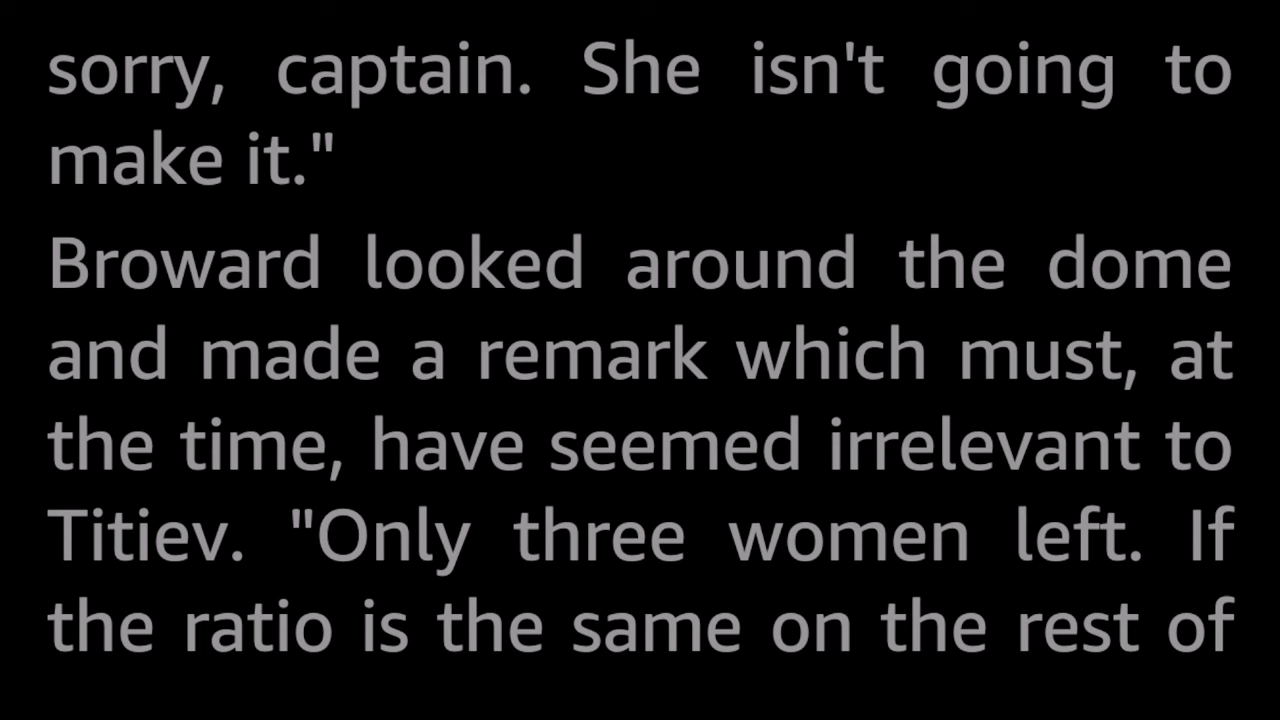 sorry, captain. She isn't going to
make it."
Broward looked around the dome
and made a remark which must, at
the time, have seemed irrelevant to
Titiev. "Only three women left. If
the ratio is the same on the rest of